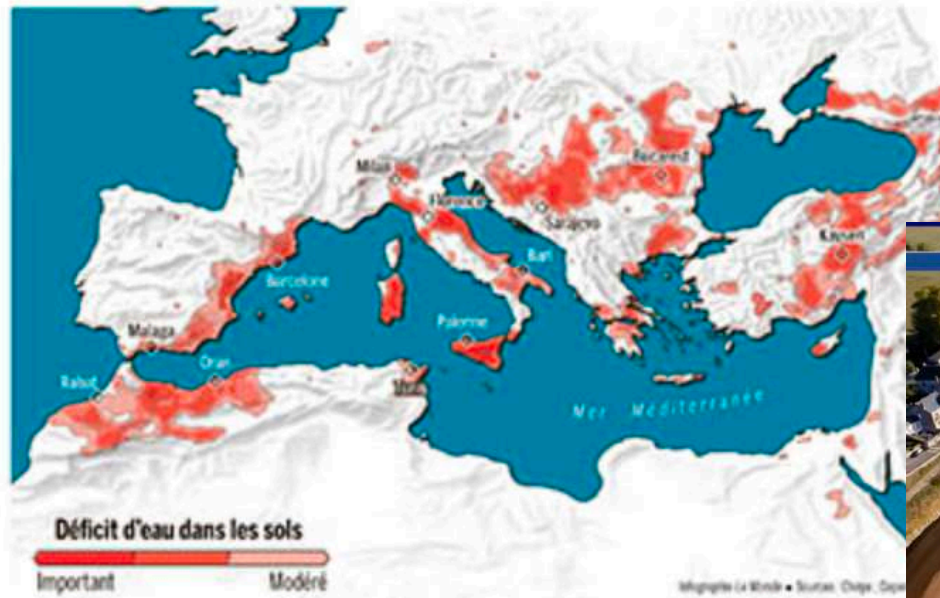 Milan
Florence
Bucarest
Sarajevo
Bari
Kayseri
Barcelone
Palerme
Malaga
Oran
Rabat
Mer Méditerranée
Déficit d'eau dans les sols
Important
Modéré
Infographie Le Monde • Sources: